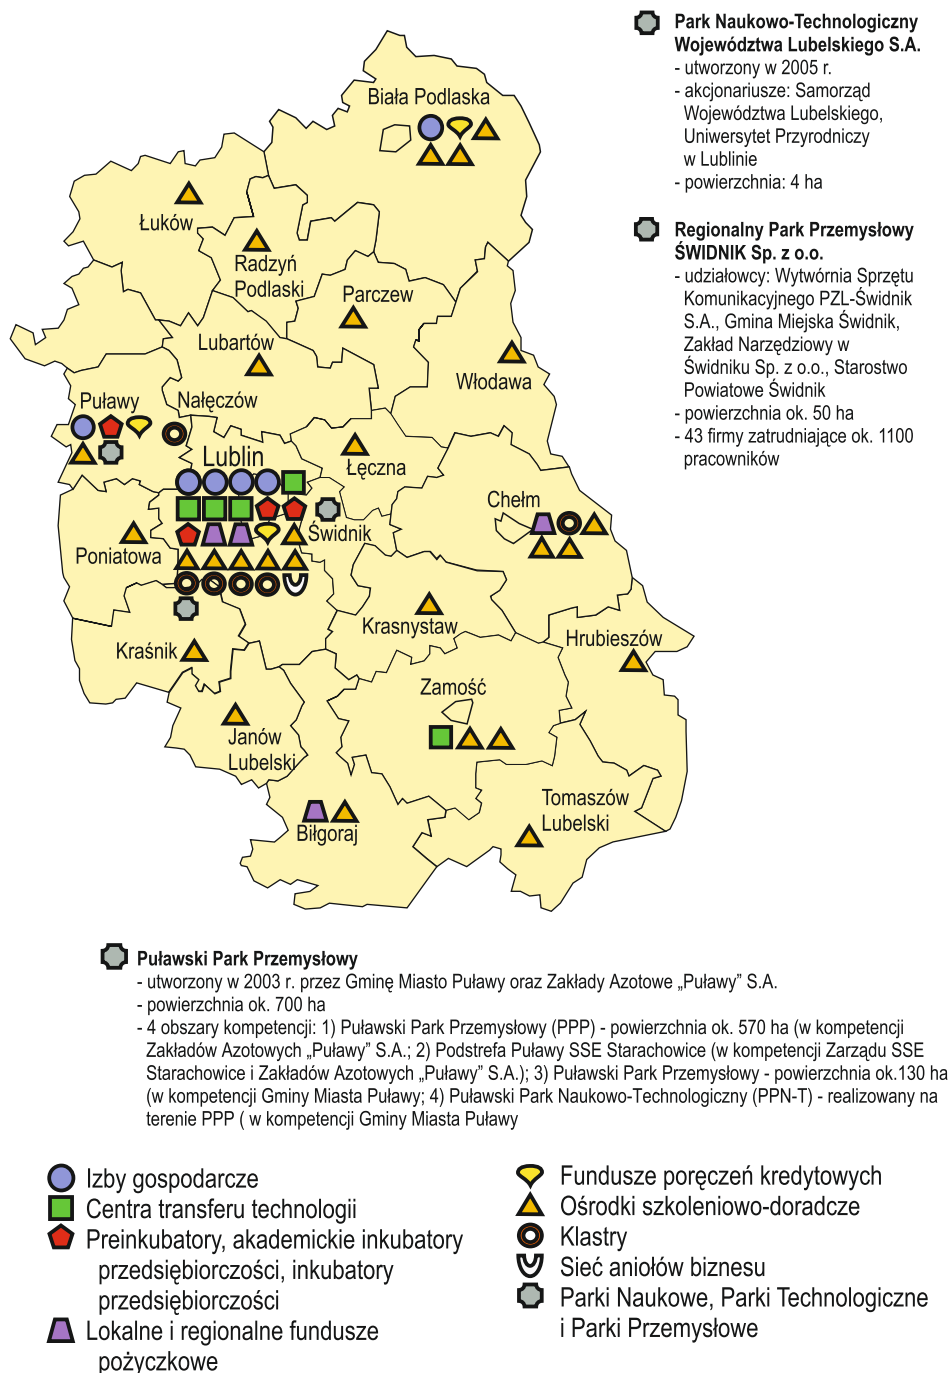 Park Naukowo-Technologiczny
Województwa Lubelskiego S.A.
- utworzony w 2005 r.
- akcjonariusze: Samorząd
Województwa Lubelskiego,
Uniwersytet Przyrodniczy
w Lublinie
- powierzchnia: 4 ha
Regionalny Park Przemysłowy
ŚWIDNIK Sp. z o.o.
- udziałowcy: Wytwórnia Sprzętu
Komunikacyjnego PZL-Świdnik
S.A., Gmina Miejska Świdnik,
Zakład Narzędziowy w
Świdniku Sp. z o.o., Starostwo
Powiatowe Świdnik
- powierzchnia ok. 50 ha
- 43 firmy zatrudniające ok. 1100
pracowników
Biała Podlaska
Łuków
Radzyń
Podlaski
Parczew
Lubartów
Włodawa
Puławy
Nałęczów
Lublin
Łęczna
Chełm
Świdnik
Poniatowa
Krasnystaw
Hrubieszów
Kraśnik
Zamość
Janów
Lubelski
Tomaszów
Lubelski
Biłgoraj
Puławski Park Przemysłowy
- utworzony w 2003 r. przez Gminę Miasto Puławy oraz Zakłady Azotowe „Puławy” S.A.
- powierzchnia ok. 700 ha
- 4 obszary kompetencji: 1) Puławski Park Przemysłowy (PPP) - powierzchnia ok. 570 ha (w kompetencji
Zakładów Azotowych „Puławy” S.A.; 2) Podstrefa Puławy SSE Starachowice (w kompetencji Zarządu SSE
Starachowice i Zakładów Azotowych „Puławy” S.A.); 3) Puławski Park Przemysłowy - powierzchnia ok.130 ha
(w kompetencji Gminy Miasta Puławy; 4) Puławski Park Naukowo-Technologiczny (PPN-T) - realizowany na
terenie PPP ( w kompetencji Gminy Miasta Puławy
Izby gospodarcze
Centra transferu technologii
Preinkubatory, akademickie inkubatory
przedsiębiorczości, inkubatory
przedsiębiorczości
Lokalne i regionalne fundusze
pożyczkowe
Fundusze poręczeń kredytowych
Ośrodki szkoleniowo-doradcze
Klastry
Sieć aniołów biznesu
Parki Naukowe, Parki Technologiczne
i Parki Przemysłowe